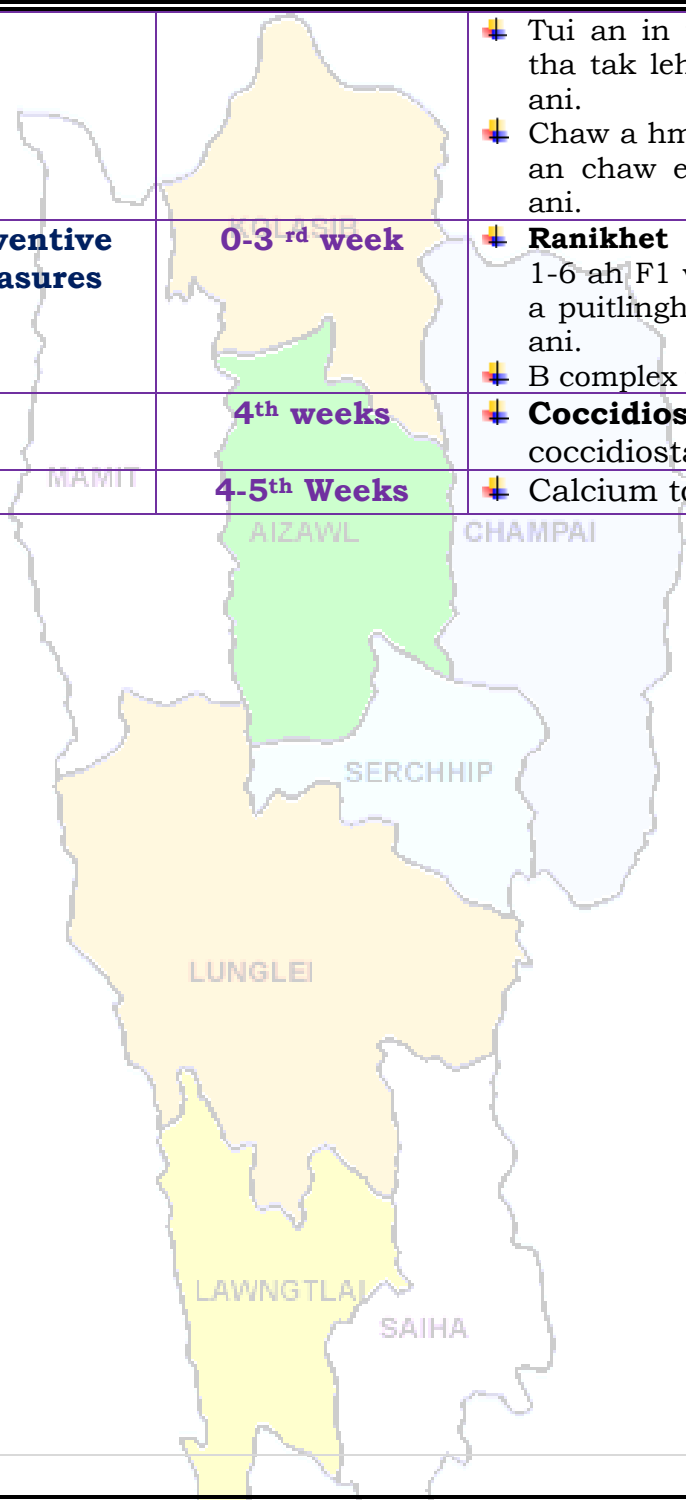 Tui an in
tha tak leh
ani.
Chaw a hm
an chaw e
ani.
ventive
asures
0-3 rd week
Ranikhet
1-6 ah F1 v
a puitlingh
ani.
B complex
4th weeks
Coccidios
coccidiosta
4-5th Weeks
Calcium to
KOLASIB
MAMIT
AIZAWL
CHAMPAI
SERCHHIP
LUNGLEI
LAWNGTLAI
SAIHA